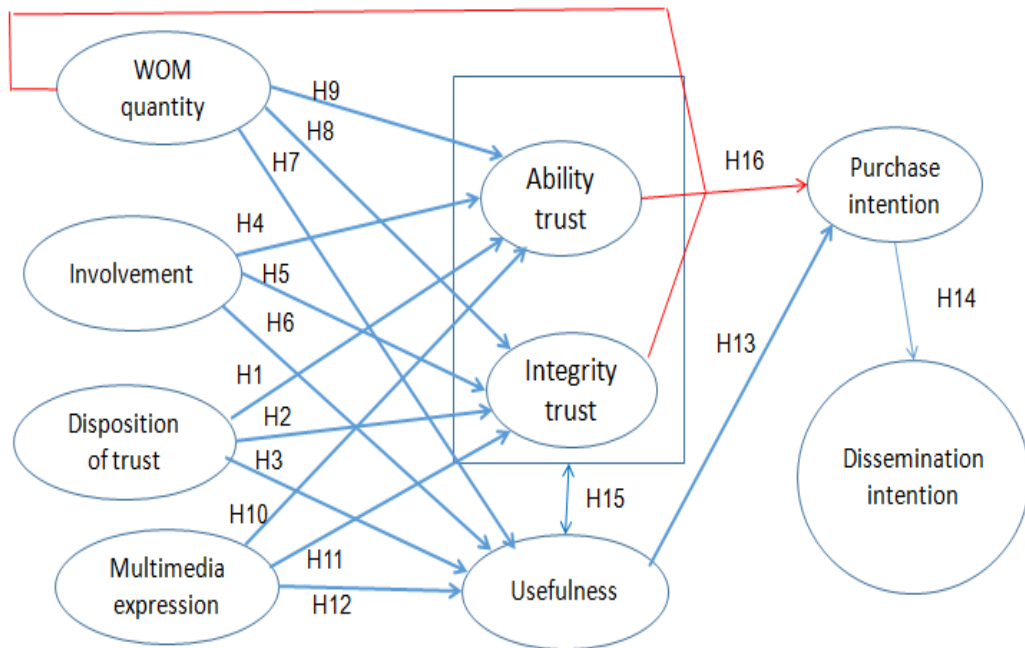 WOM
quantity
H9
H8
H7
Ability
trust
H16
Purchase
intention
H4
Involvement
H5
H6
H14
H13
H1
Integrity
trust
H2
Disposition
of trust
H3
Dissemination
intention
H15
H10
H11
Multimedia
expression
H12
Usefulness